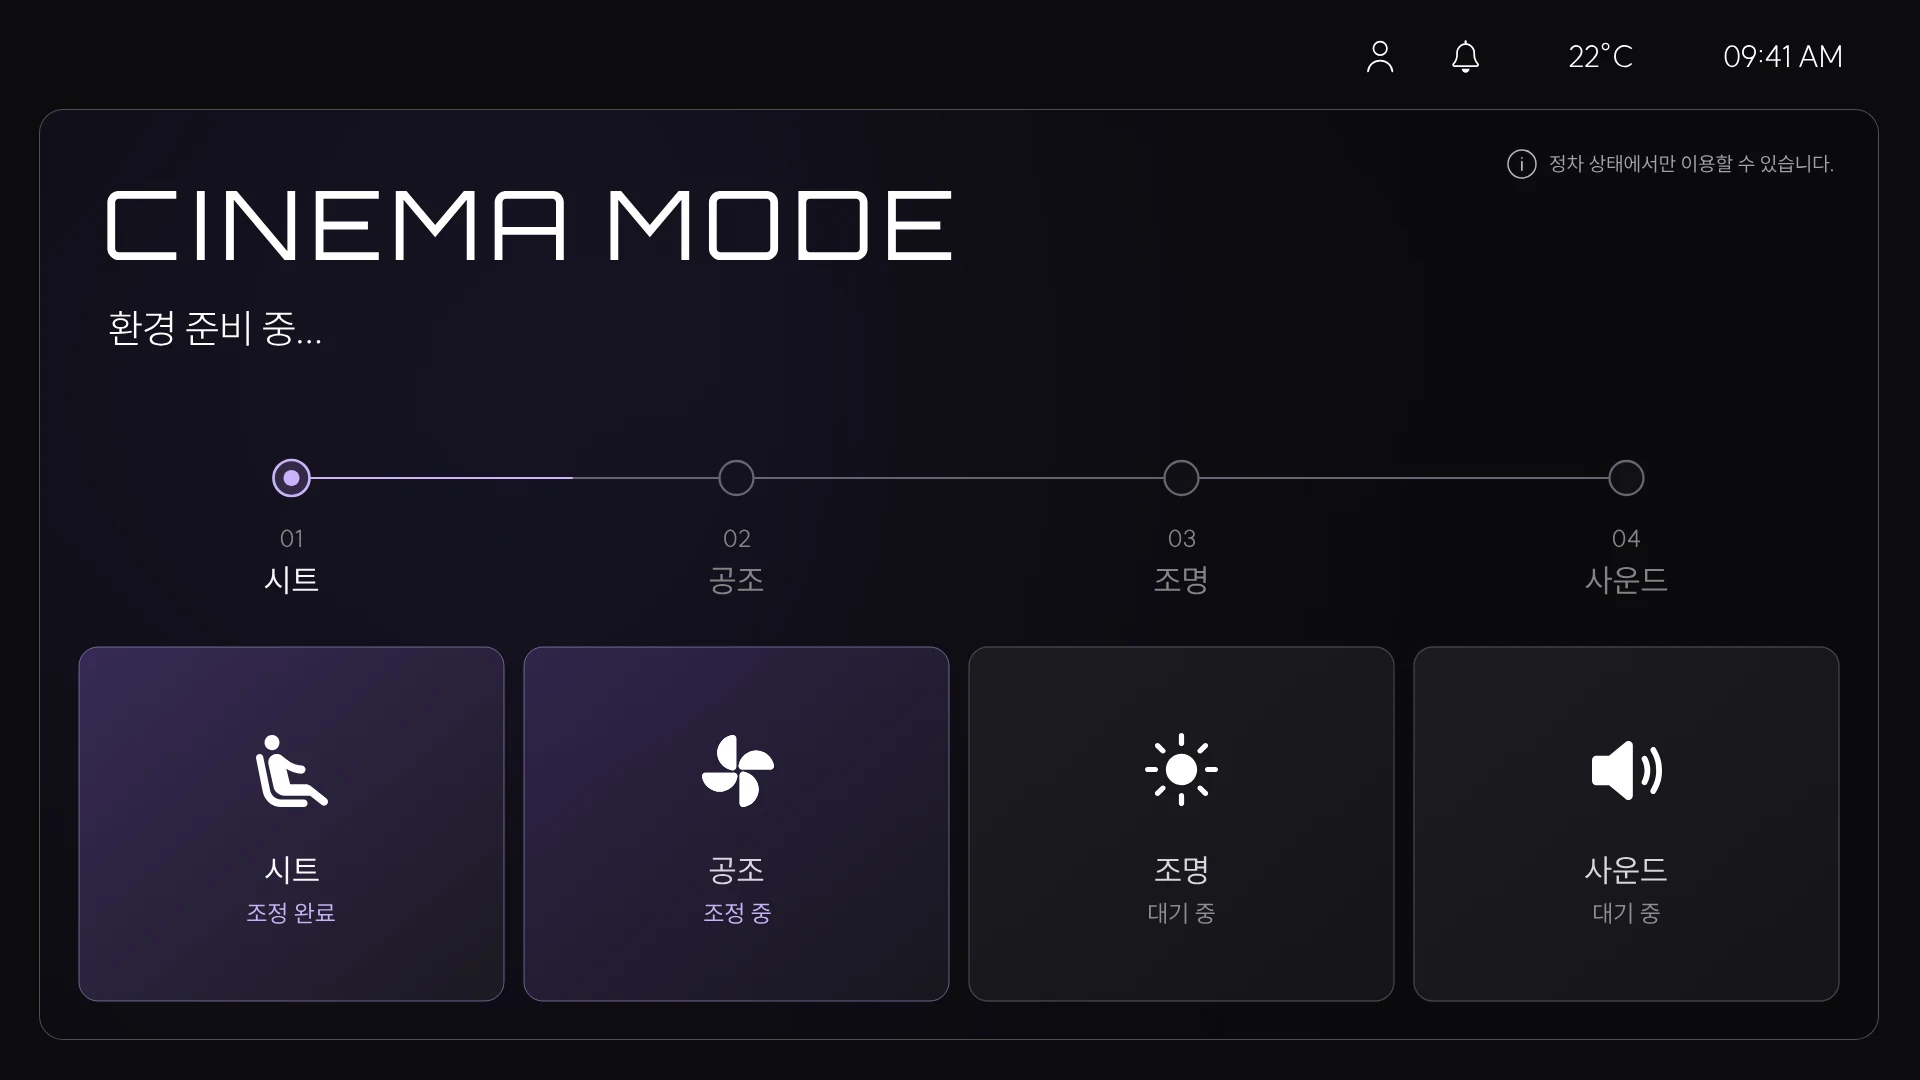 22°C
09:41 AM
정차 상태에서만 이용할 수 있습니다.
CINEMA MODE
환경 준비 중...
01
시트
02
공조
03
조명
04
사운드
시트
조정 완료
공조
조정 중
조명
대기 중
사운드
대기 중